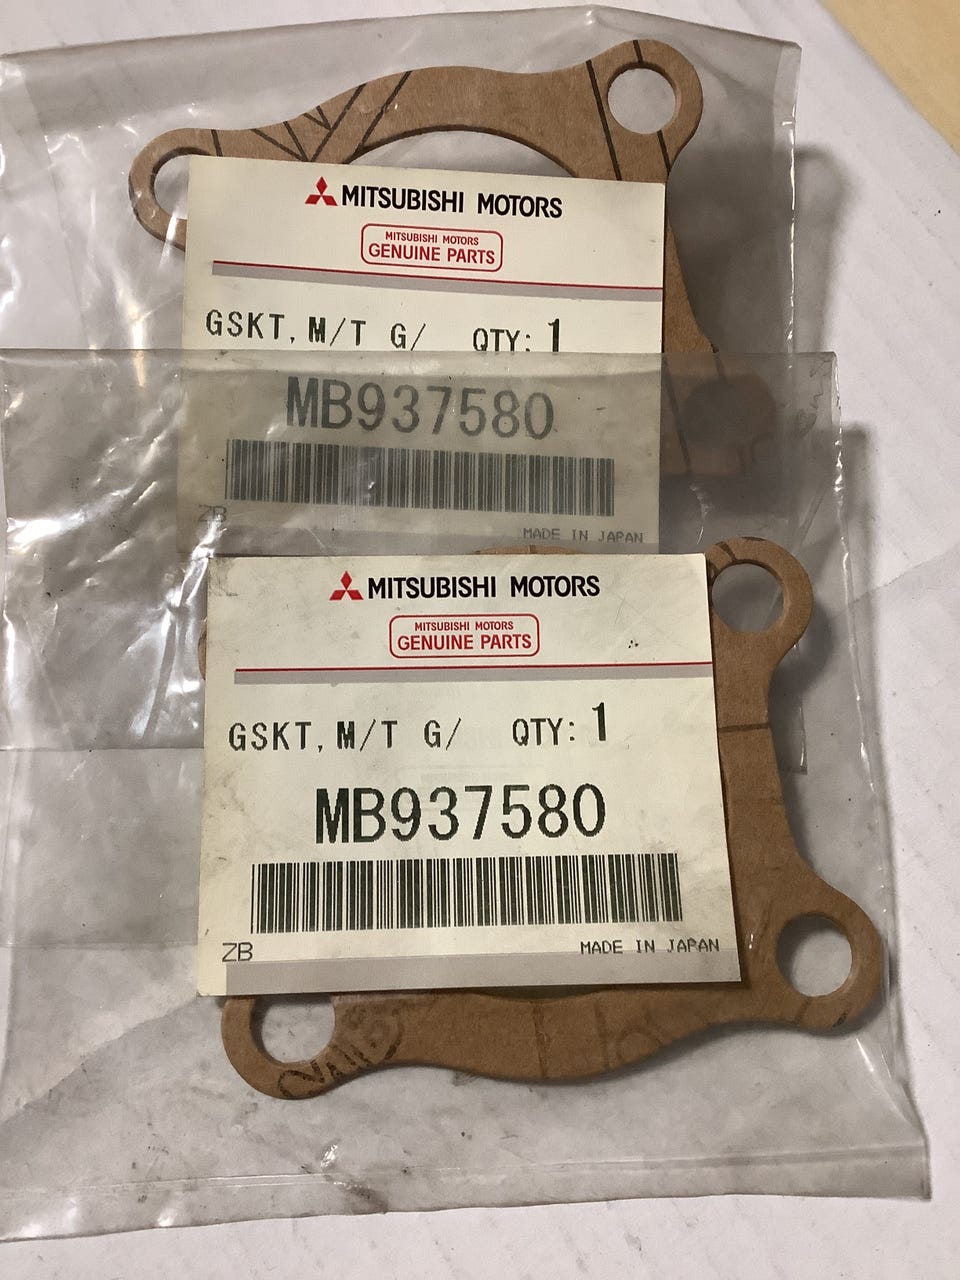 MITSUBISHI MOTORS
MITSUBISHI MOTORS
GENUINE PARTS
GSKT, M/T G/ QTY: 1
MB937580
ZB
MADE IN JAPAN
MITSUBISHI MOTORS
MITSUBISHI MOTORS
GENUINE PARTS
GSKT, M/T G/ QTY: 1
MB937580
ZB
MADE IN JAPAN